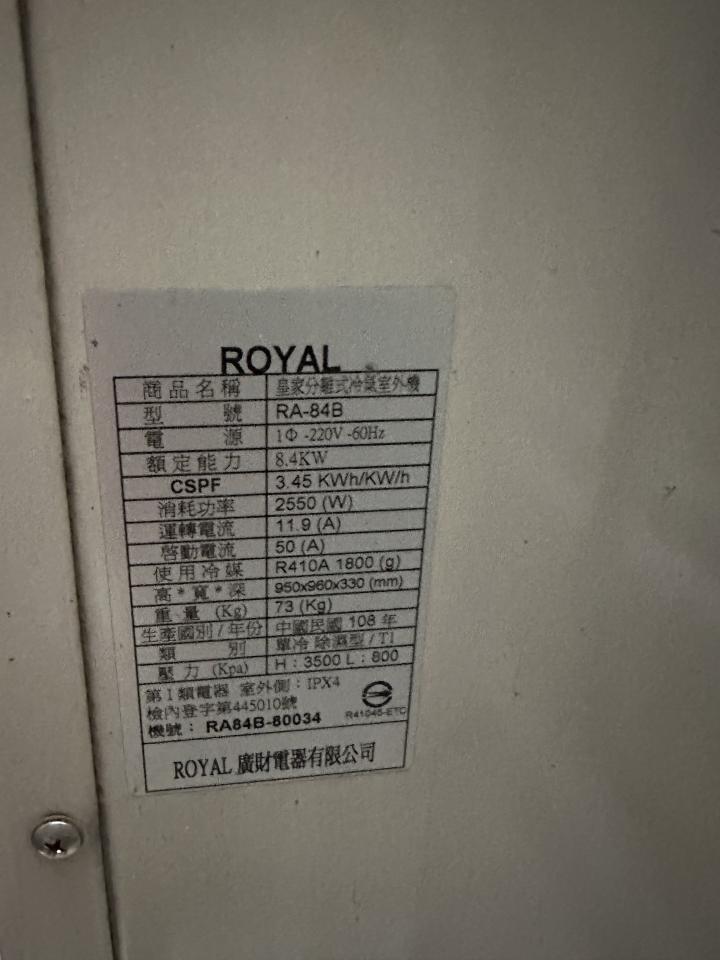 ROYAL
商品名稱 皇家分離式冷氣室外機
型 號 RA-84B
電 源 1Φ -220V -60Hz
額定能力 8.4KW
CSPF 3.45 KWh/KW/h
消耗功率 2550 (W)
運轉電流 11.9 (A)
啓動電流 50 (A)
使用冷媒 R410A 1800 (g)
高*寬*深 950x960x330 (mm)
重 量 (Kg) 73 (Kg)
生產國別/年份 中國民國 108 年
類 別 單冷 除濕型/T1
壓 力 (Kpa) H:3500 L:800
第I類電器 室外側:IPX4
檢內登字第445010號
機號: RA84B-80034
R41045-ETC
ROYAL 廣財電器有限公司